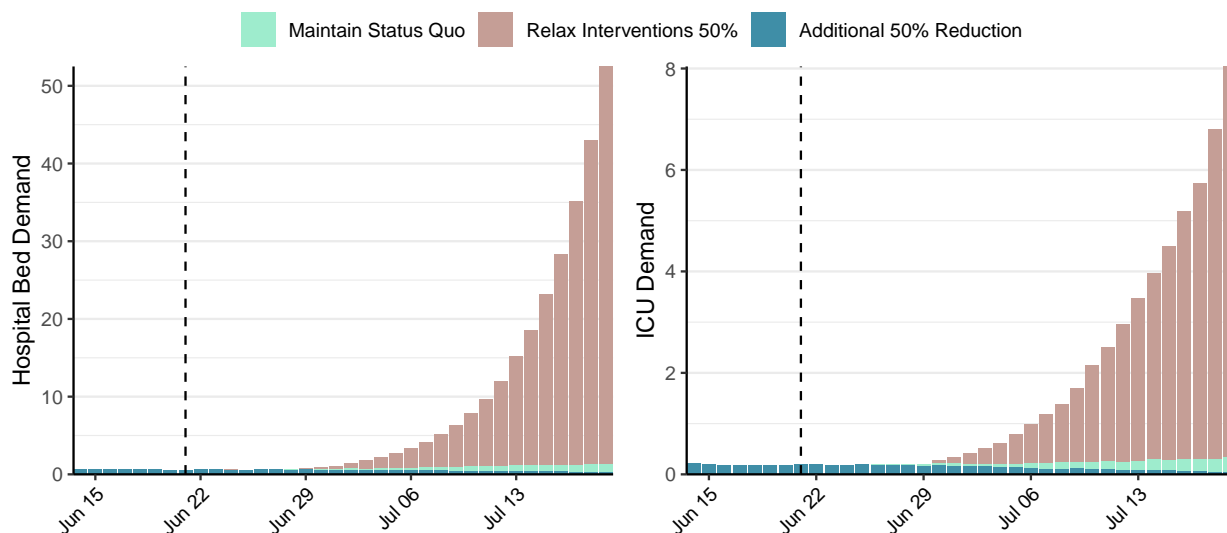 Maintain Status Quo Relax Interventions 50% Additional 50% Reduction
Hospital Bed Demand
50
40
30
20
10
0
Jun 15 Jun 22 Jun 29 Jul 06 Jul 13
ICU Demand
8
6
4
2
0
Jun 15 Jun 22 Jun 29 Jul 06 Jul 13